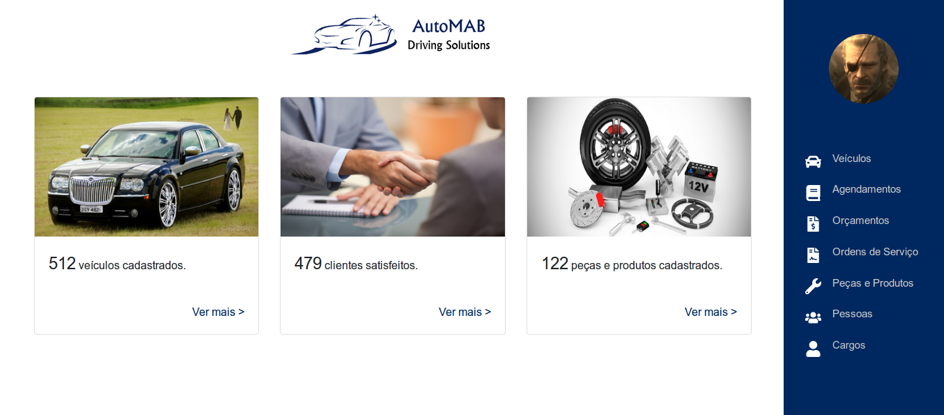 AutoMAB
Driving Solutions
512 veículos cadastrados.
Ver mais >
479 clientes satisfeitos.
Ver mais >
12V
122 peças e produtos cadastrados.
Ver mais >
Veículos
Agendamentos
Orçamentos
Ordens de Serviço
Peças e Produtos
Pessoas
Cargos